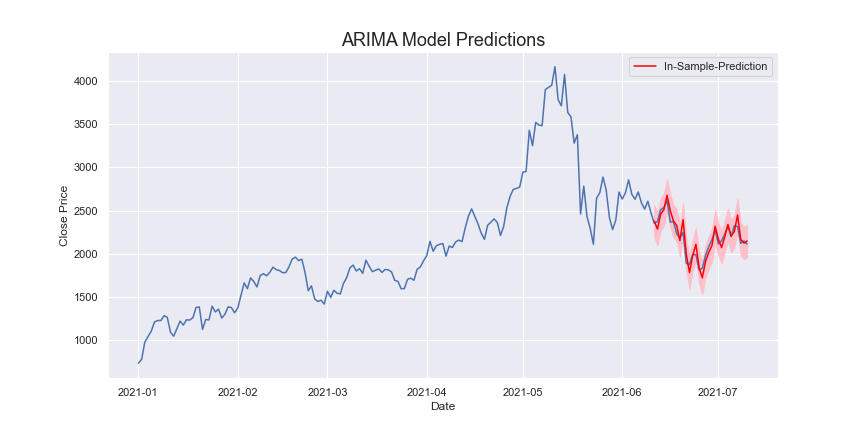 ARIMA Model Predictions
In-Sample-Prediction
4000
3500
3000
2500
2000
1500
1000
Close Price
2021-01 2021-02 2021-03 2021-04 2021-05 2021-06 2021-07
Date